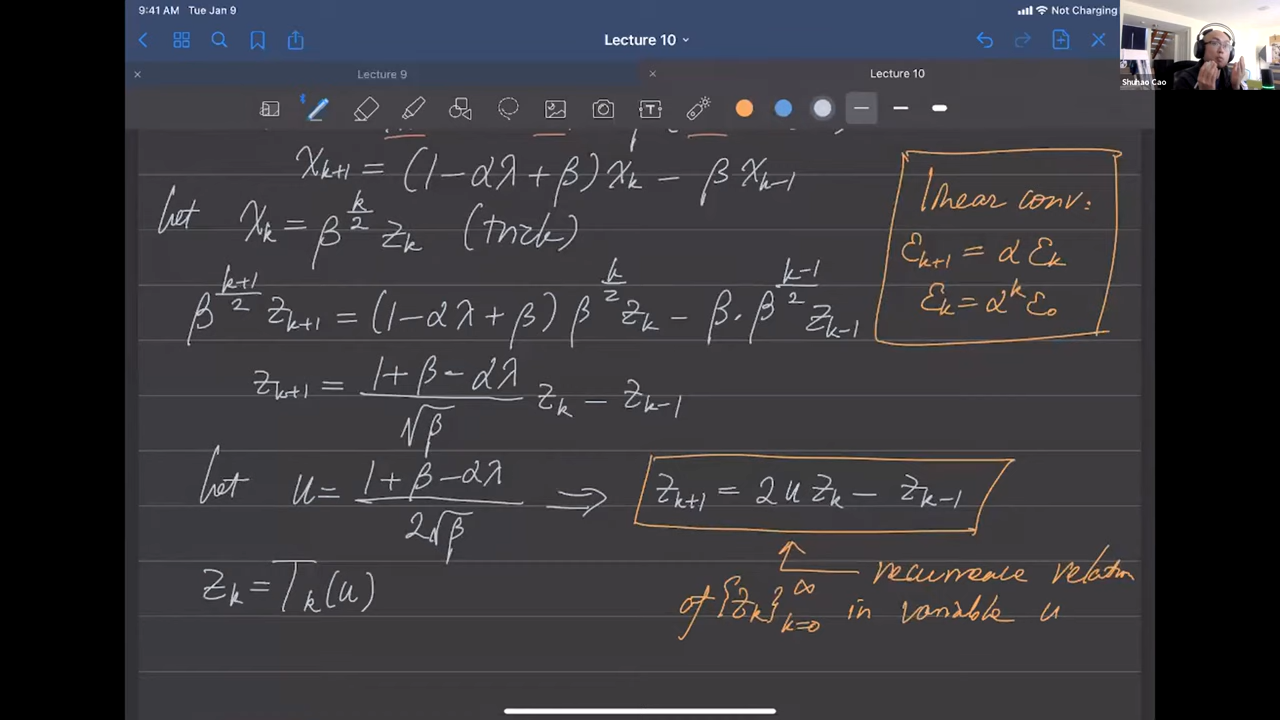 9:41 AM Tue Jan 9
Not Charging
Lecture 10
Lecture 9
Lecture 10
Shuhao Cao
x_{k+1} = (1 - αλ + β) x_k - β x_{k-1}
let x_k = β^{k/2} z_k (trick)
β^{(k+1)/2} z_{k+1} = (1 - αλ + β) β^{k/2} z_k - β · β^{(k-1)/2} z_{k-1}
z_{k+1} = (1 + β - αλ)/√β z_k - z_{k-1}
let u = (1 + β - αλ)/(2√β) ⟹ z_{k+1} = 2u z_k - z_{k-1}
z_k = T_k(u)
linear conv:
ε_{k+1} = α ε_k
ε_k = α^k ε_0
recurrence relation
of {z_k}_{k=0}^∞ in variable u